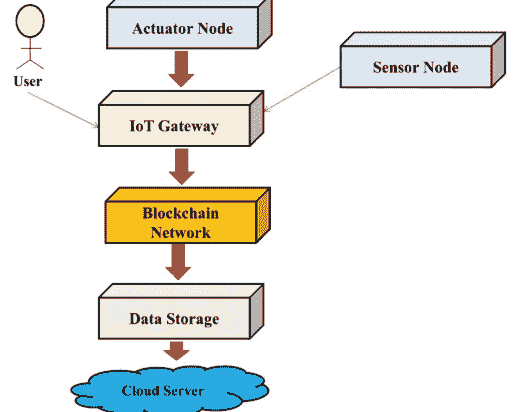 Actuator Node
Sensor Node
User
IoT Gateway
Blockchain
Network
Data Storage
Cloud Server